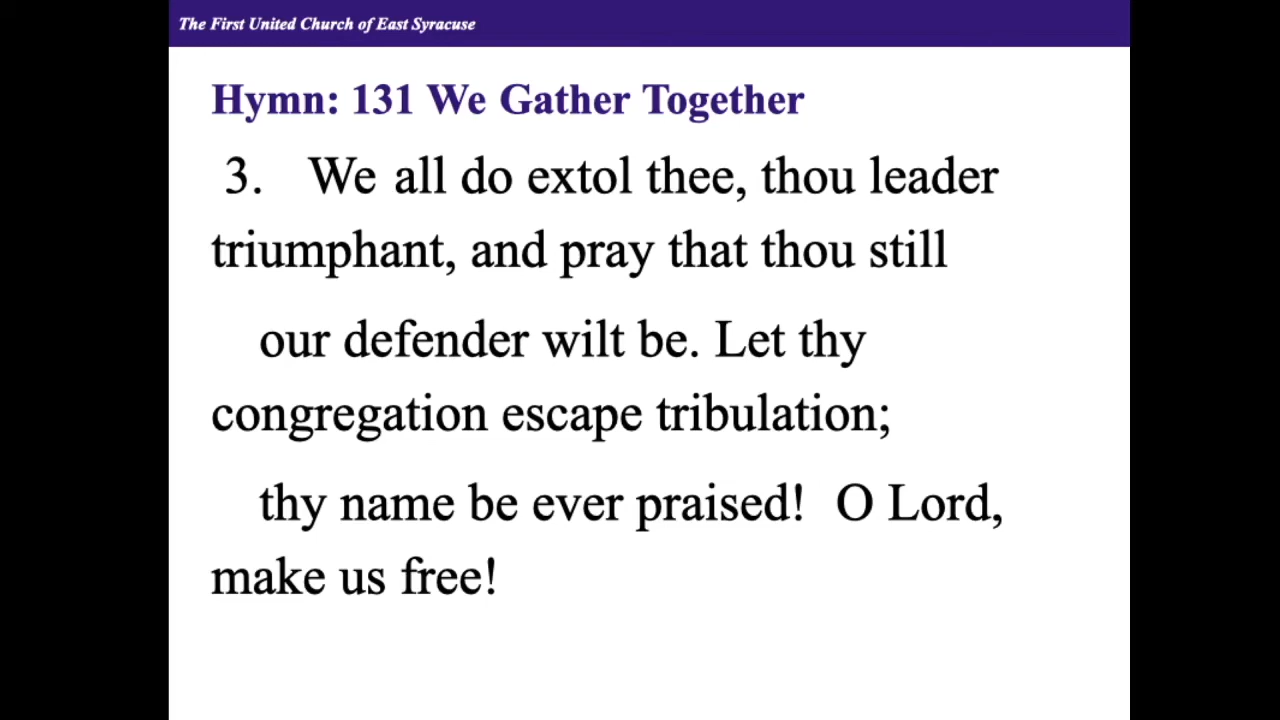 The First United Church of East Syracuse
Hymn: 131 We Gather Together
3. We all do extol thee, thou leader
triumphant, and pray that thou still
our defender wilt be. Let thy
congregation escape tribulation;
thy name be ever praised! O Lord,
make us free!